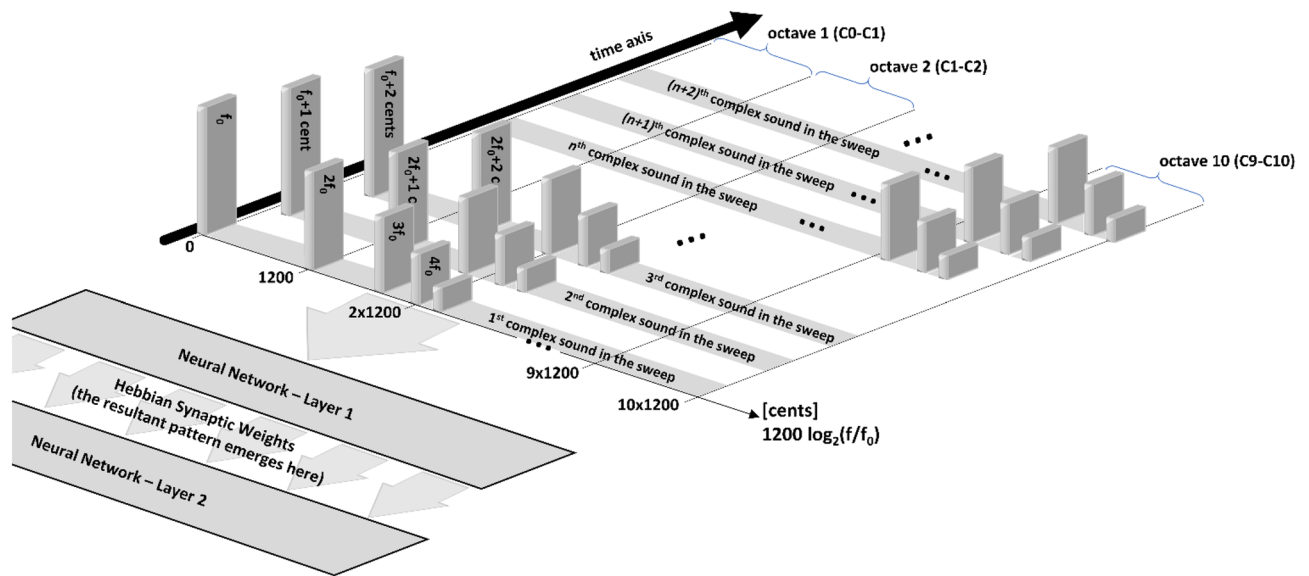 octave 1 (C0-C1)
time axis
octave 2 (C1-C2)
(n+2)th complex sound in the sweep
(n+1)th complex sound in the sweep
nth complex sound in the sweep
octave 10 (C9-C10)
f0
f0+1 cent
f0+2 cents
2f0
2f0+1 c
2f0+2 c
3f0
4f0
0
1200
2x1200
3rd complex sound in the sweep
2nd complex sound in the sweep
1st complex sound in the sweep
9x1200
10x1200
[cents]
1200 log2(f/f0)
Neural Network – Layer 1
Hebbian Synaptic Weights
(the resultant pattern emerges here)
Neural Network – Layer 2